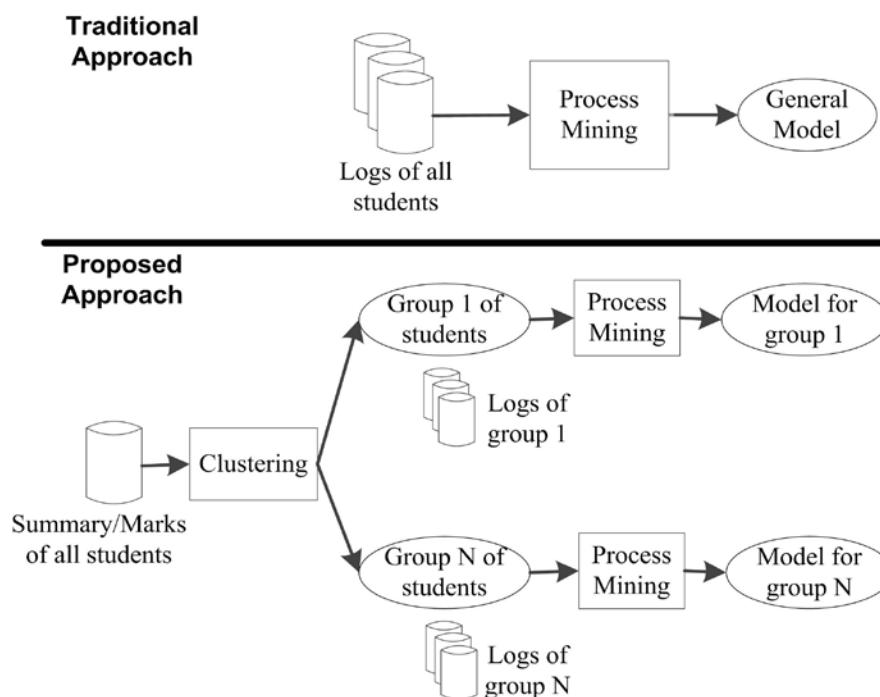 Traditional
Approach
Logs of all
students
Process
Mining
General
Model
Proposed
Approach
Summary/Marks
of all students
Clustering
Group 1 of
students
Process
Mining
Model for
group 1
Logs of
group 1
Group N of
students
Process
Mining
Model for
group N
Logs of
group N